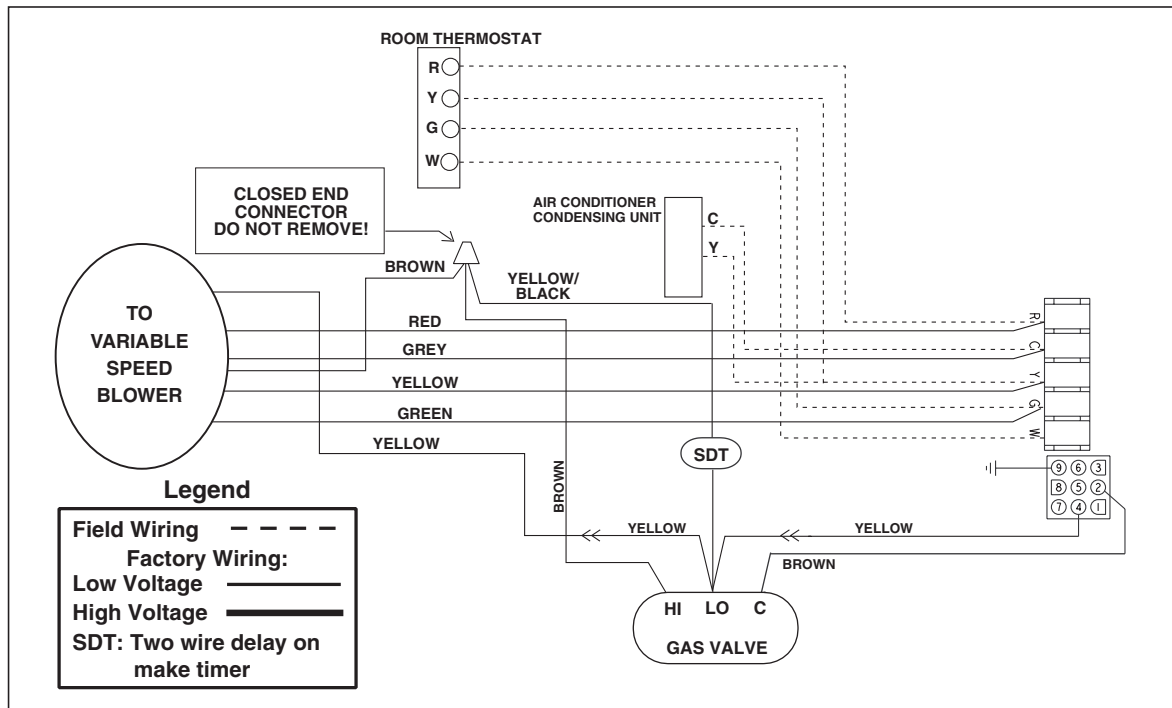 ROOM THERMOSTAT
R
Y
G
W
CLOSED END
CONNECTOR
DO NOT REMOVE!
AIR CONDITIONER
CONDENSING UNIT
C
Y
BROWN
YELLOW/
BLACK
TO
VARIABLE
SPEED
BLOWER
RED
GREY
YELLOW
GREEN
YELLOW
R
C
Y
G
W
SDT
BROWN
9 6 3
8 5 2
7 4 1
YELLOW
YELLOW
BROWN
HI LO C
GAS VALVE
Legend
Field Wiring
Factory Wiring:
Low Voltage
High Voltage
SDT: Two wire delay on
make timer